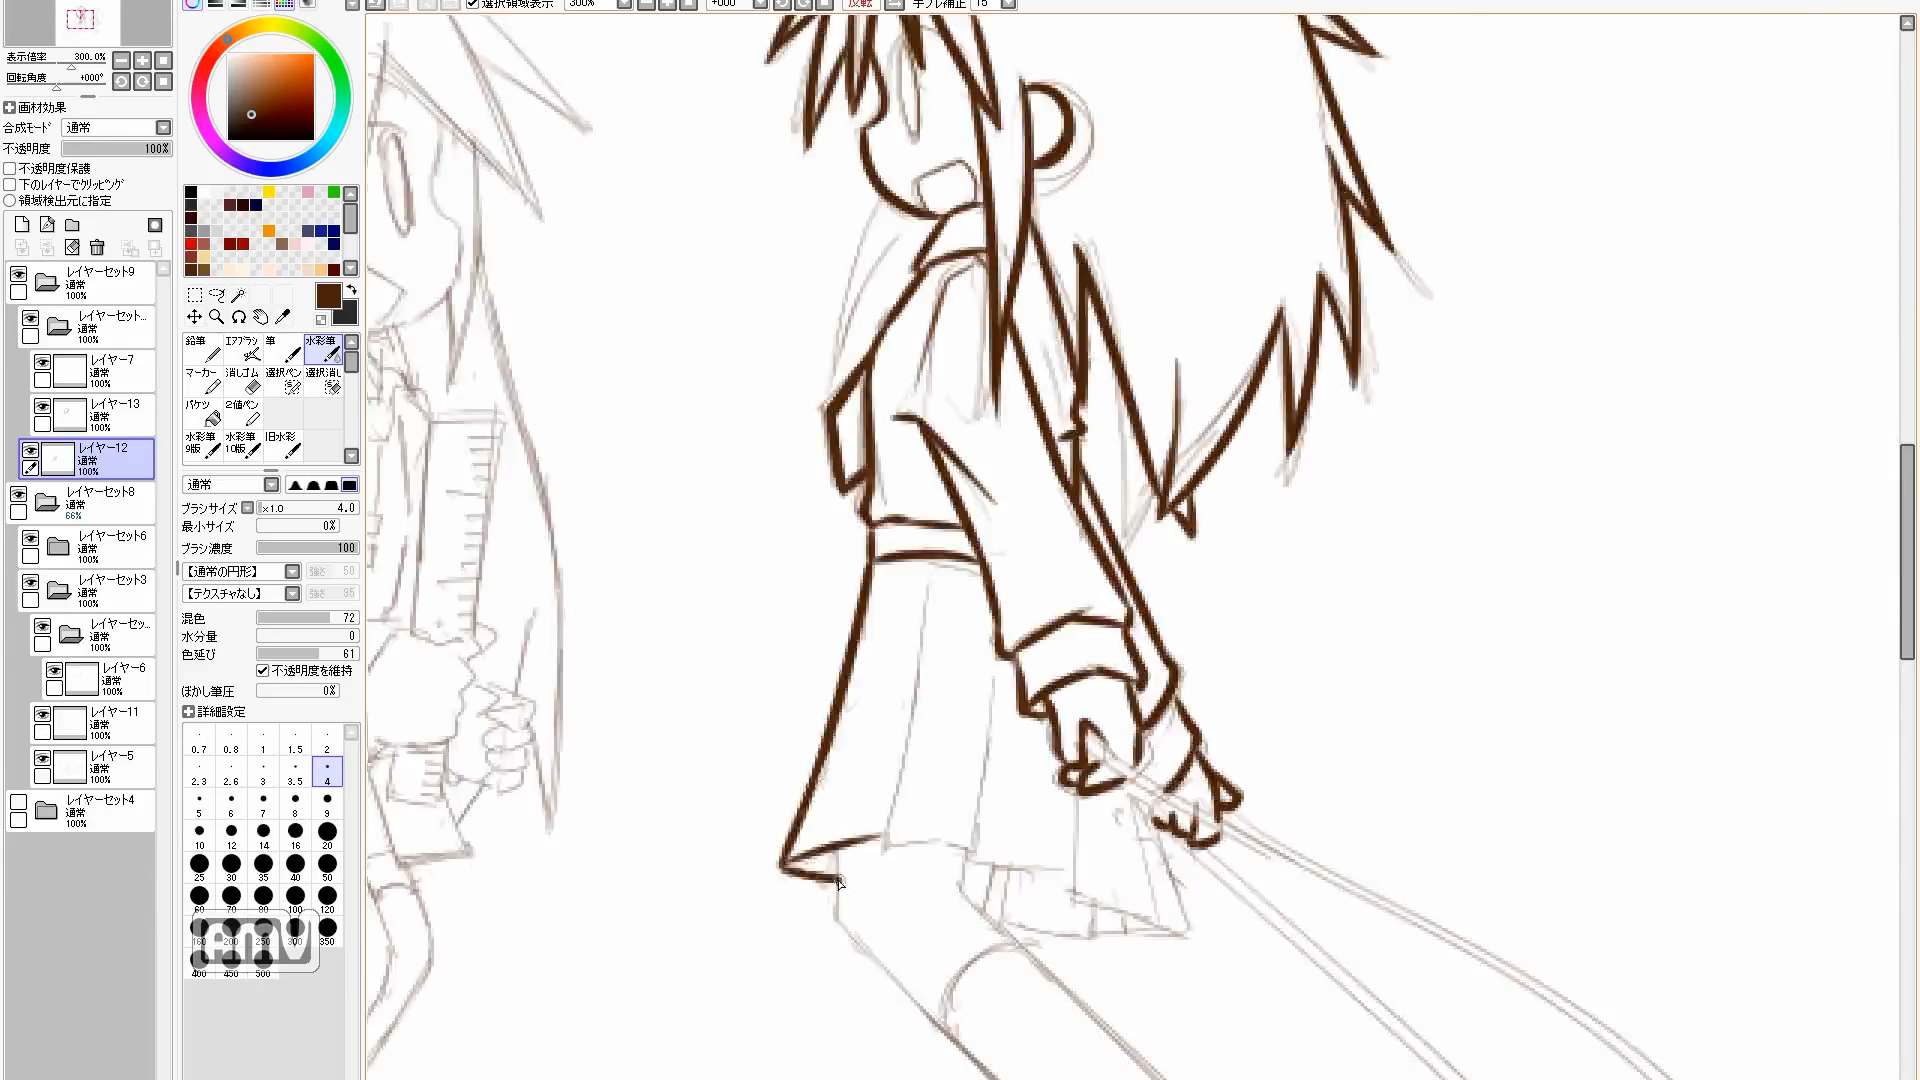 選択領域表示 300% +000° 反転 手ブレ補正 15
表示倍率 300.0%
回転角度 +000°
画材効果
合成モード 通常
不透明度 100%
不透明度保護
下のレイヤーでクリッピング
領域検出元に指定
レイヤーセット9
通常
100%
レイヤーセット...
通常
100%
レイヤー7
通常
100%
レイヤー13
通常
100%
レイヤー12
通常
100%
レイヤーセット8
通常
66%
レイヤーセット6
通常
100%
レイヤーセット3
通常
100%
レイヤーセッ...
通常
100%
レイヤー6
通常
100%
レイヤー11
通常
100%
レイヤー5
通常
100%
レイヤーセット4
通常
100%
鉛筆 エアブラシ 筆 水彩筆
マーカー 消しゴム 選択ペン 選択消し
バケツ 2値ペン
水彩筆 水彩筆 旧水彩
9版 10版
通常
ブラシサイズ x1.0 4.0
最小サイズ 0%
ブラシ濃度 100
【通常の円形】 強さ 50
【テクスチャなし】 強さ 95
混色 72
水分量 0
色延び 61
不透明度を維持
ぼかし筆圧 0%
詳細設定
0.7 0.8 1 1.5 2
2.3 2.6 3 3.5 4
5 6 7 8 9
10 12 14 16 20
25 30 35 40 50
60 70 80 100 120
160 200 250 300 350
400 450 500
AMV